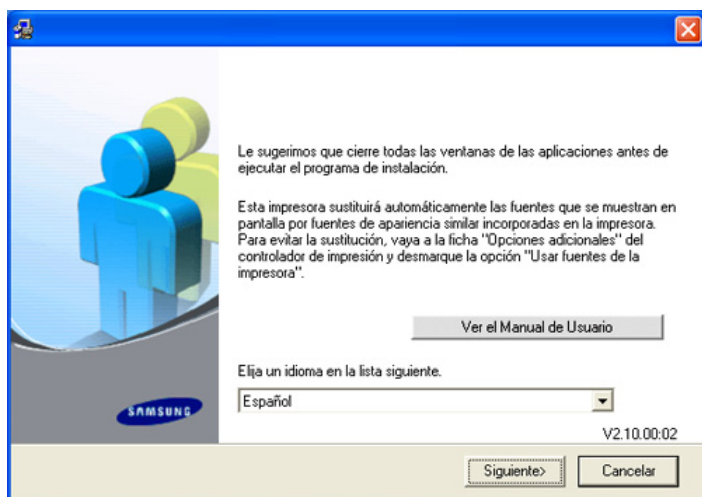 Le sugerimos que cierre todas las ventanas de las aplicaciones antes de
ejecutar el programa de instalación.
Esta impresora sustituirá automáticamente las fuentes que se muestran en
pantalla por fuentes de apariencia similar incorporadas en la impresora.
Para evitar la sustitución, vaya a la ficha "Opciones adicionales" del
controlador de impresión y desmarque la opción "Usar fuentes de la
impresora".
Ver el Manual de Usuario
Elija un idioma en la lista siguiente.
Español
SAMSUNG
V2.10.00:02
Siguiente>
Cancelar